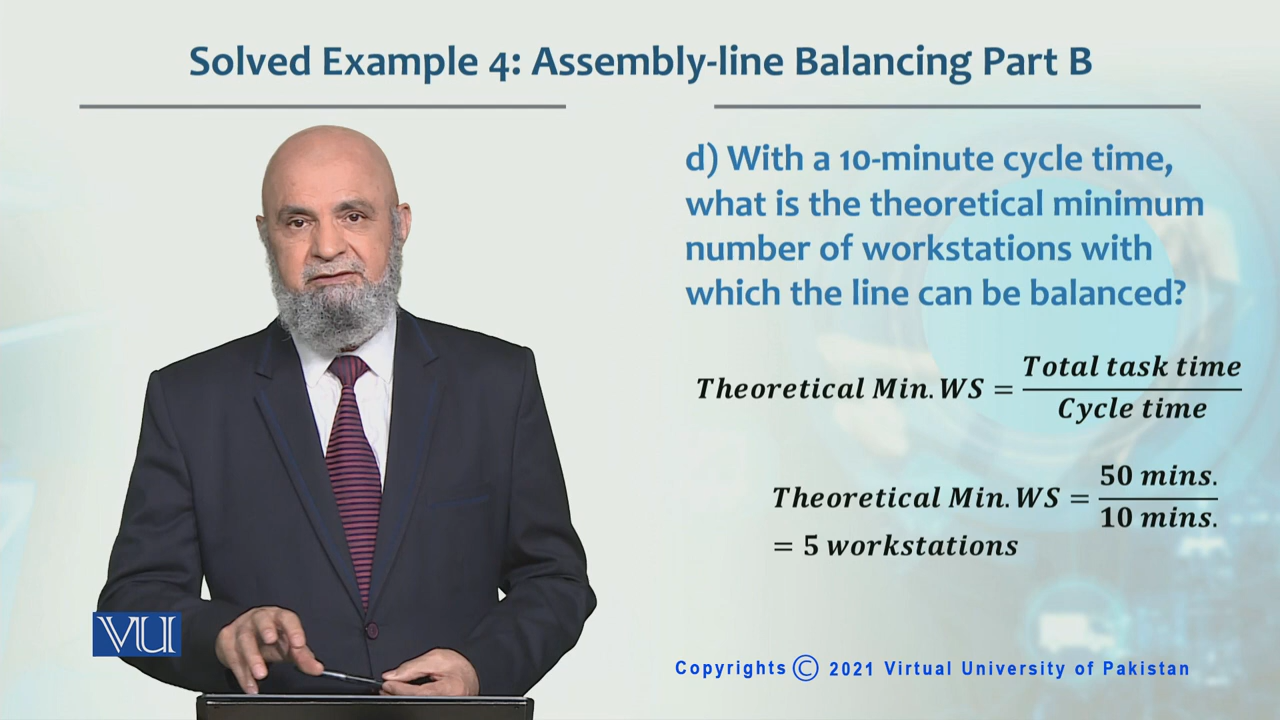 Solved Example 4: Assembly-line Balancing Part B
d) With a 10-minute cycle time,
what is the theoretical minimum
number of workstations with
which the line can be balanced?
Theoretical Min. WS = Total task time / Cycle time
Theoretical Min. WS = 50 mins. / 10 mins.
= 5 workstations
VU
Copyrights © 2021 Virtual University of Pakistan